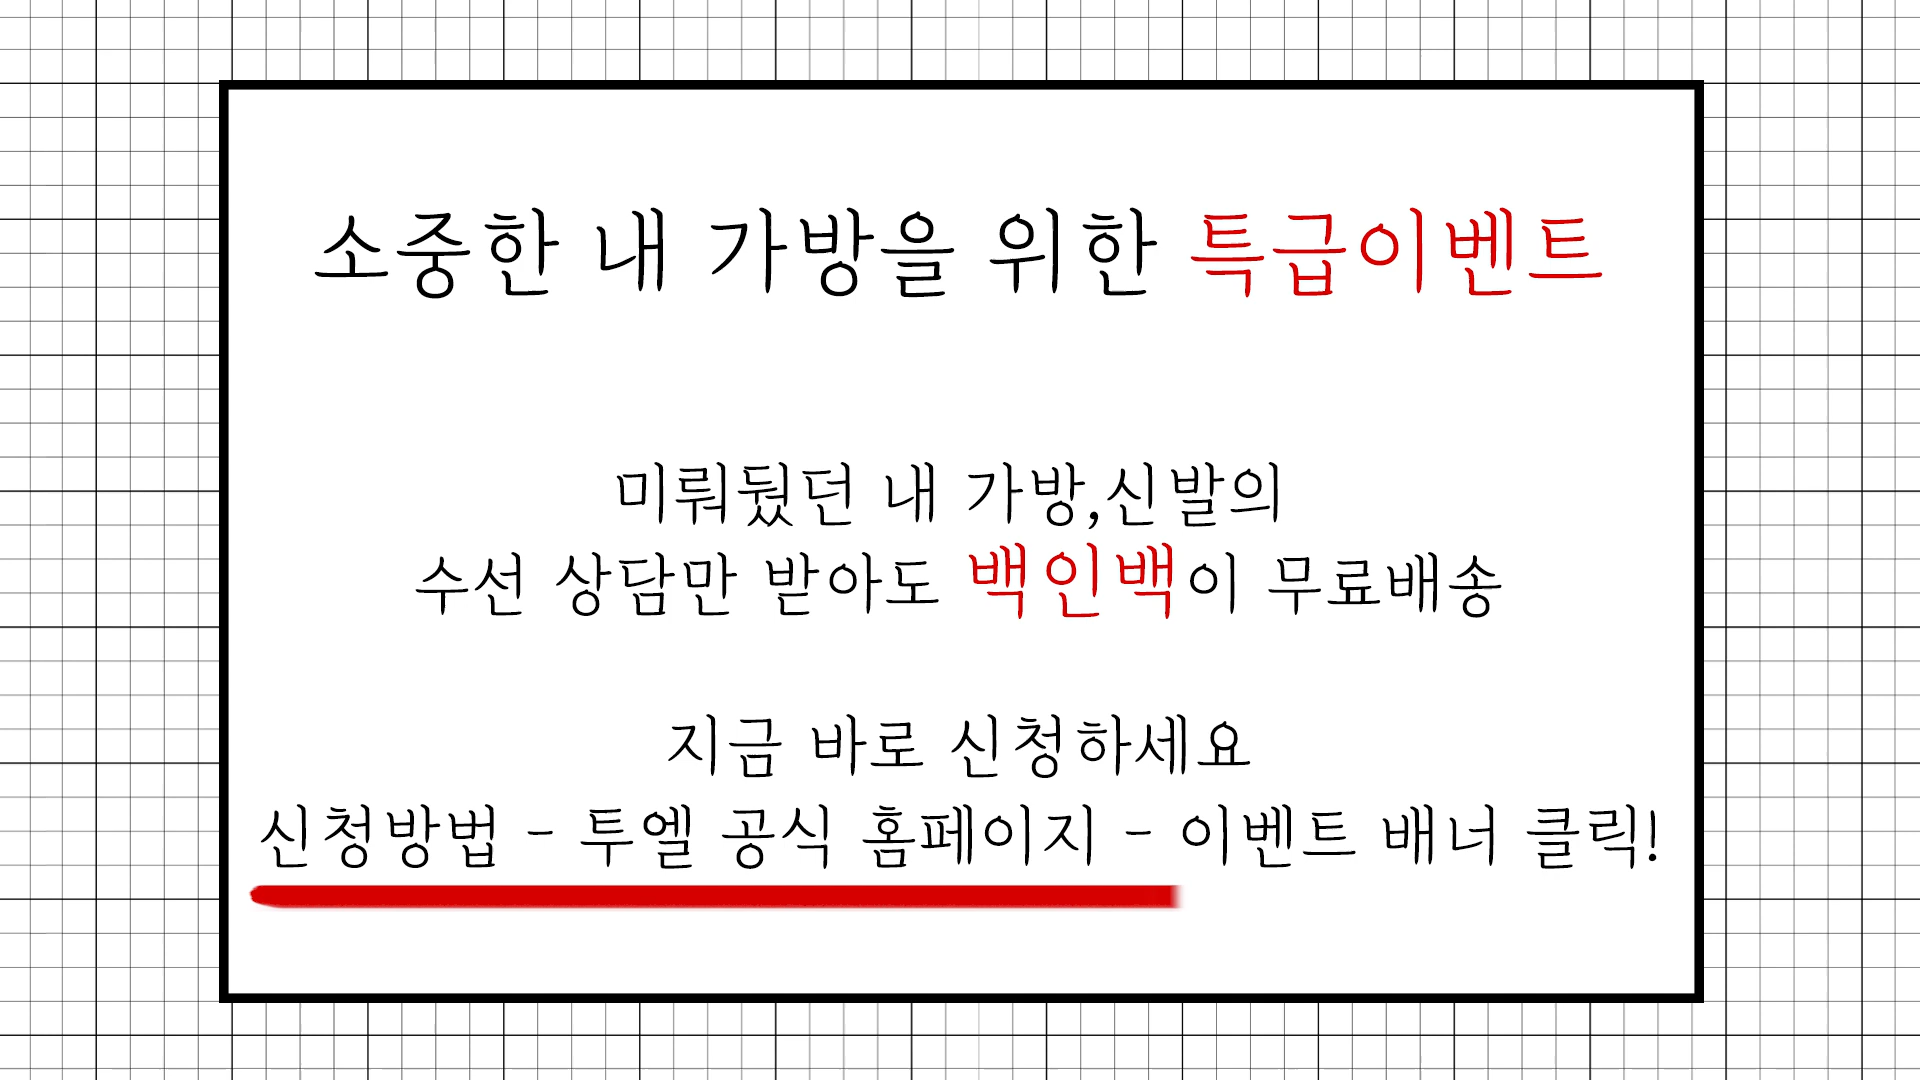 소중한 내 가방을 위한 특급이벤트
미뤄뒀던 내 가방,신발의
수선 상담만 받아도 백인백이 무료배송
지금 바로 신청하세요
신청방법 - 투엘 공식 홈페이지 - 이벤트 배너 클릭!